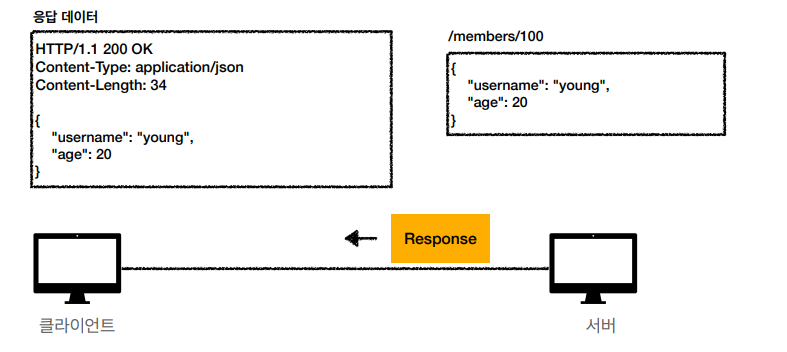 응답 데이터
HTTP/1.1 200 OK
Content-Type: application/json
Content-Length: 34
{
"username": "young",
"age": 20
}
/members/100
{
"username": "young",
"age": 20
}
Response
클라이언트
서버